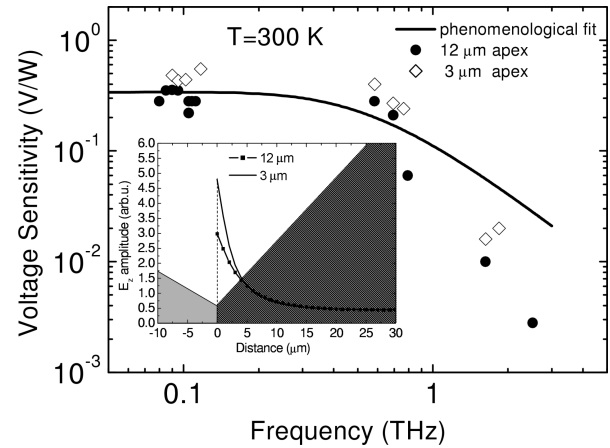 T=300 K
phenomenological fit
12 μm apex
3 μm apex
Voltage Sensitivity (V/W)
10^0
10^-1
10^-2
10^-3
0.1
1
Frequency (THz)
12 μm
3 μm
E_z amplitude (arb.u.)
6.0
5.5
5.0
4.5
4.0
3.5
3.0
2.5
2.0
1.5
1.0
0.5
0.0
-10
-5
0
5
10
15
20
25
30
Distance (μm)